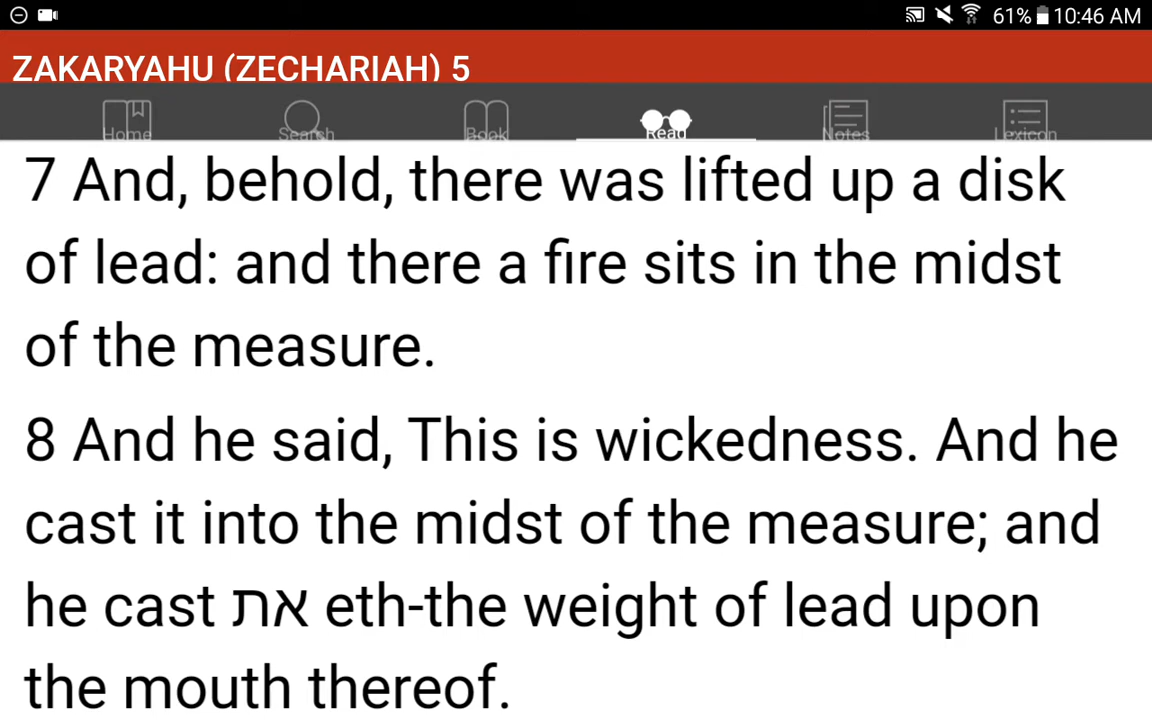 61% 10:46 AM
ZAKARYAHU (ZECHARIAH) 5
Home Search Book Read Notes Lexicon
7 And, behold, there was lifted up a disk
of lead: and there a fire sits in the midst
of the measure.
8 And he said, This is wickedness. And he
cast it into the midst of the measure; and
he cast את eth-the weight of lead upon
the mouth thereof.